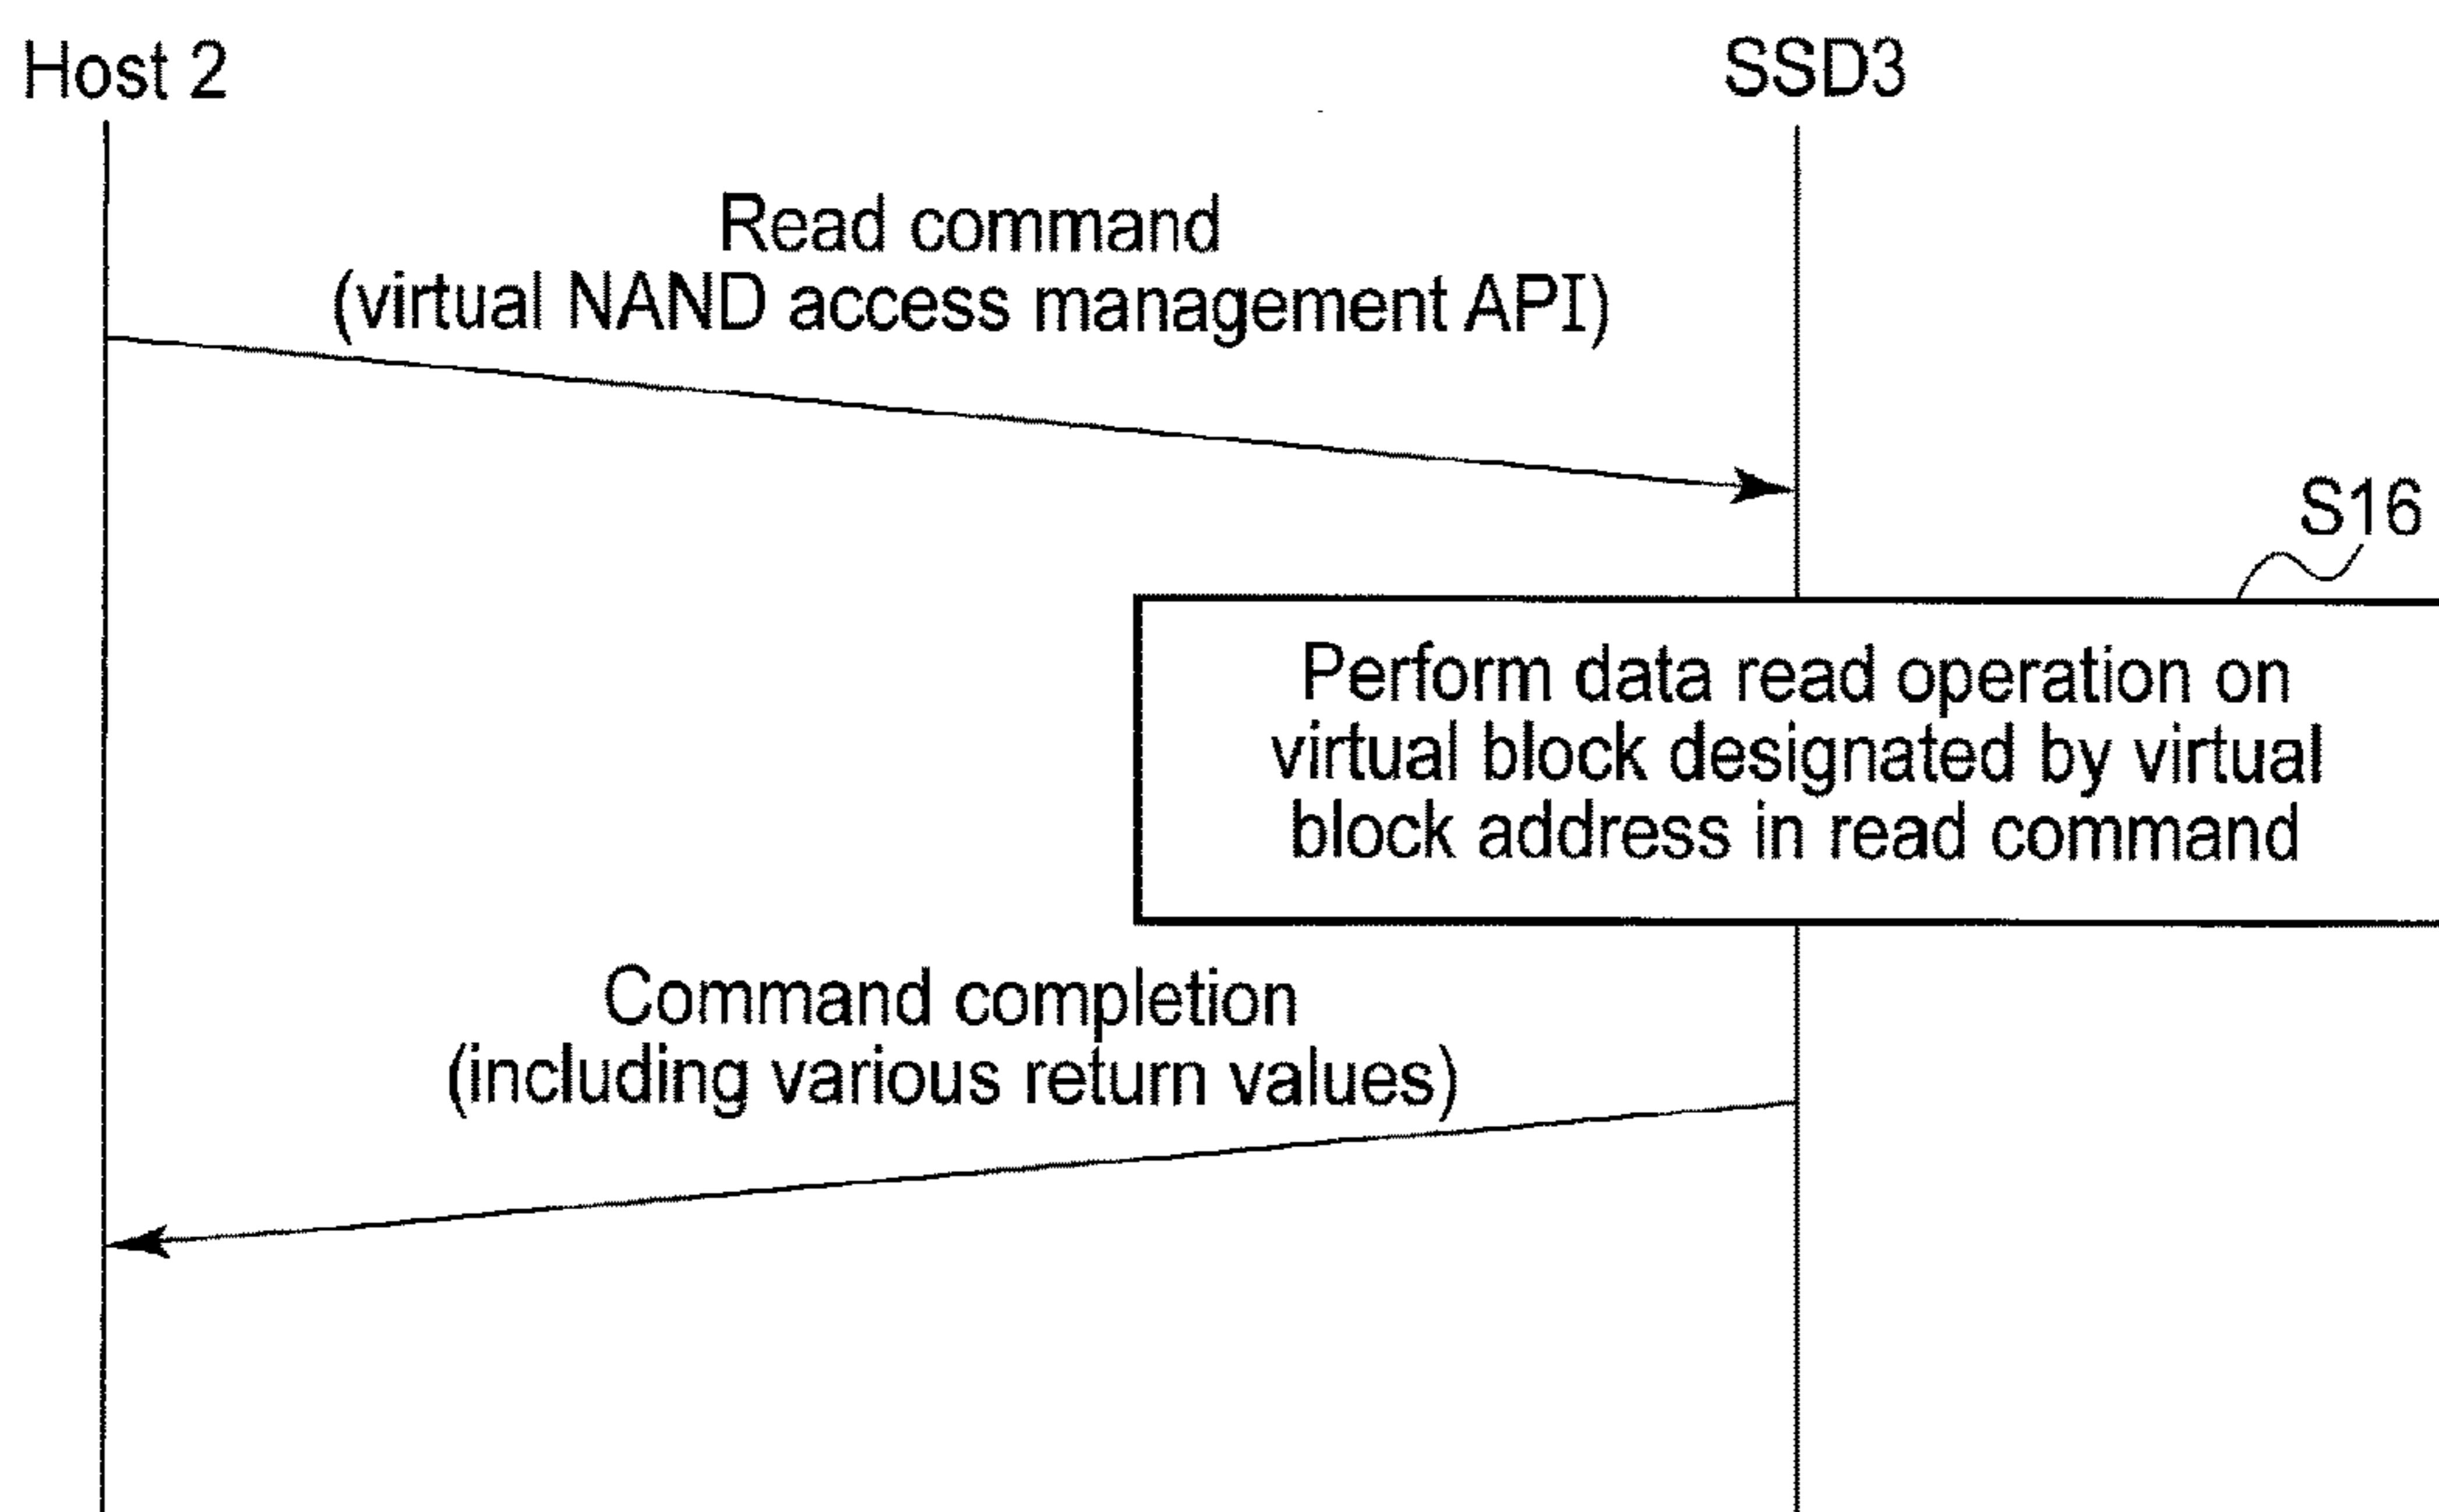 Host 2
SSD3
Read command
(virtual NAND access management API)
S16
Perform data read operation on
virtual block designated by virtual
block address in read command
Command completion
(including various return values)